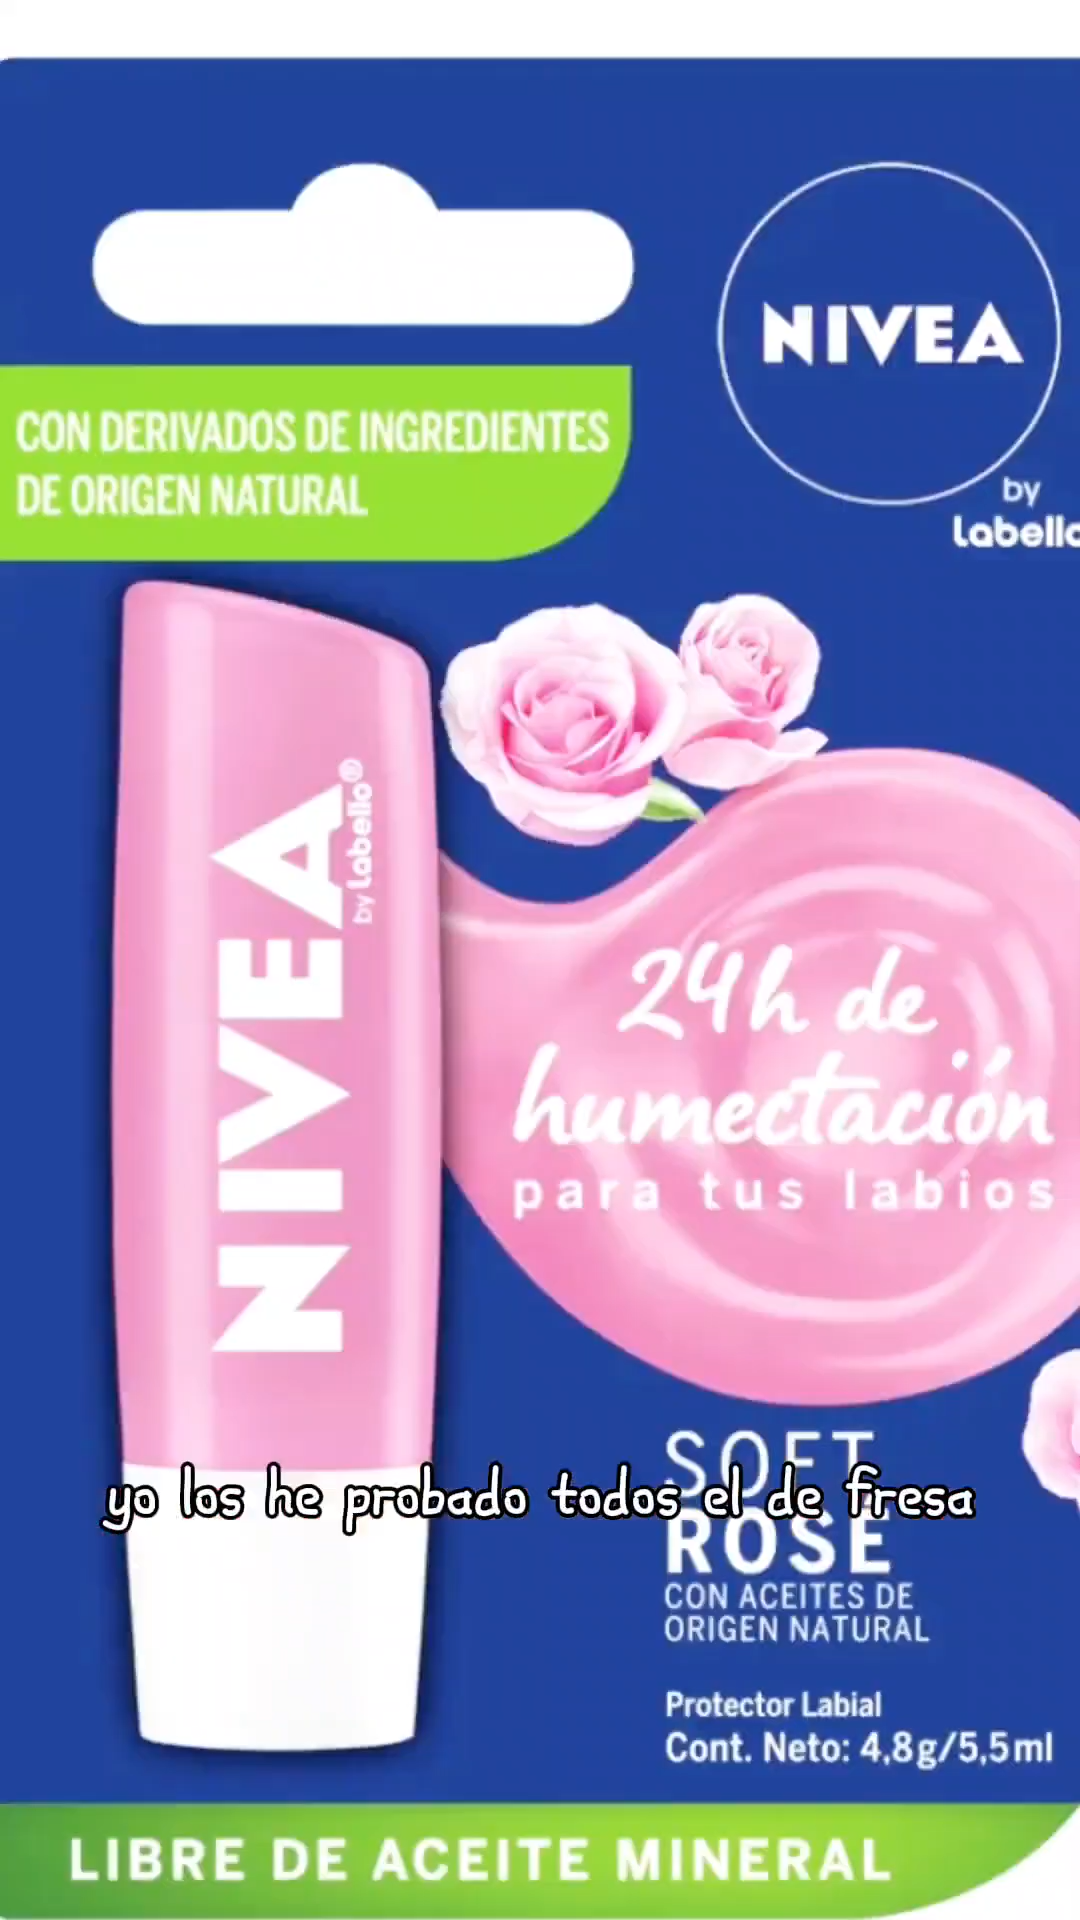 NIVEA
by
CON DERIVADOS DE INGREDIENTES
DE ORIGEN NATURAL
NIVEA
by Labello®
24h de
humectación
para tus labios
SOFT
ROSÉ
yo los he probado todos el de fresa
CON ACEITES DE
ORIGEN NATURAL
Protector Labial
Cont. Neto: 4,8g/5,5ml
LIBRE DE ACEITE MINERAL